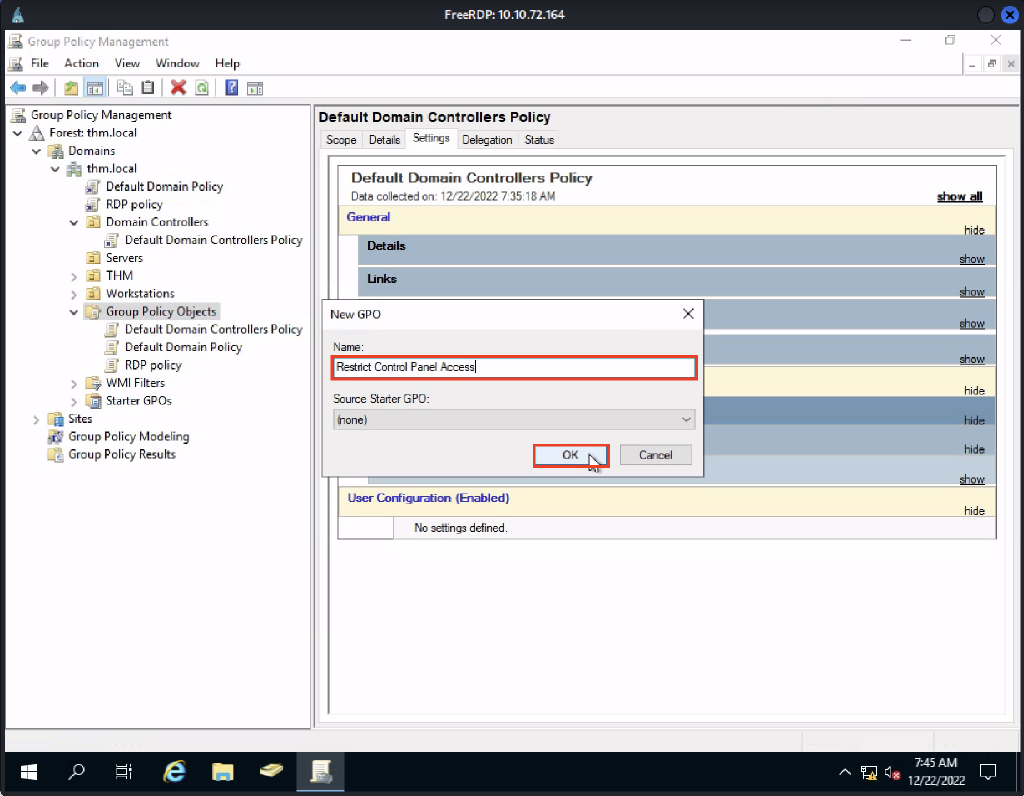 FreeRDP: 10.10.72.164
Group Policy Management
File Action View Window Help
Group Policy Management
Forest: thm.local
Domains
thm.local
Default Domain Policy
RDP policy
Domain Controllers
Default Domain Controllers Policy
Servers
THM
Workstations
Group Policy Objects
Default Domain Controllers Policy
Default Domain Policy
RDP policy
WMI Filters
Starter GPOs
Sites
Group Policy Modeling
Group Policy Results
Default Domain Controllers Policy
Scope Details Settings Delegation Status
Default Domain Controllers Policy
Data collected on: 12/22/2022 7:35:18 AM
show all
General
hide
Details
show
Links
show
show
show
hide
hide
hide
show
New GPO
Name:
Restrict Control Panel Access
Source Starter GPO:
(none)
OK Cancel
User Configuration (Enabled)
hide
No settings defined.
7:45 AM
12/22/2022